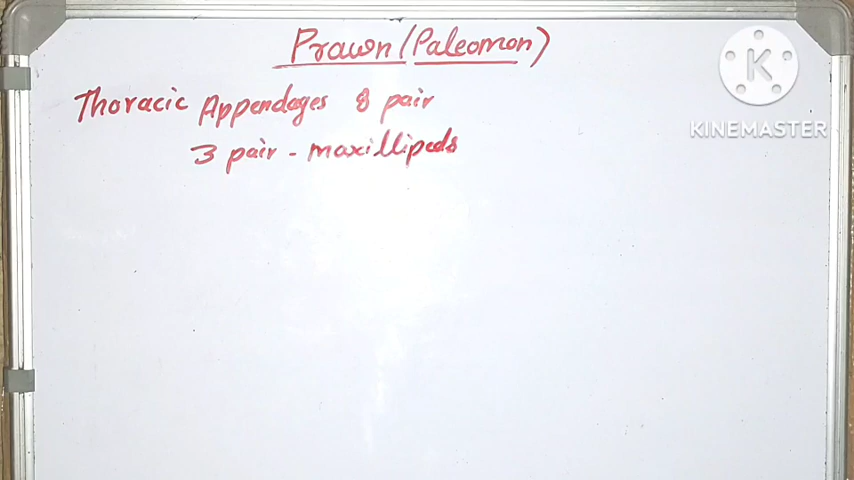 Prawn (Paleomon)
Thoracic Appendages 8 pair
3 pair - maxillipeds
K
KINEMASTER